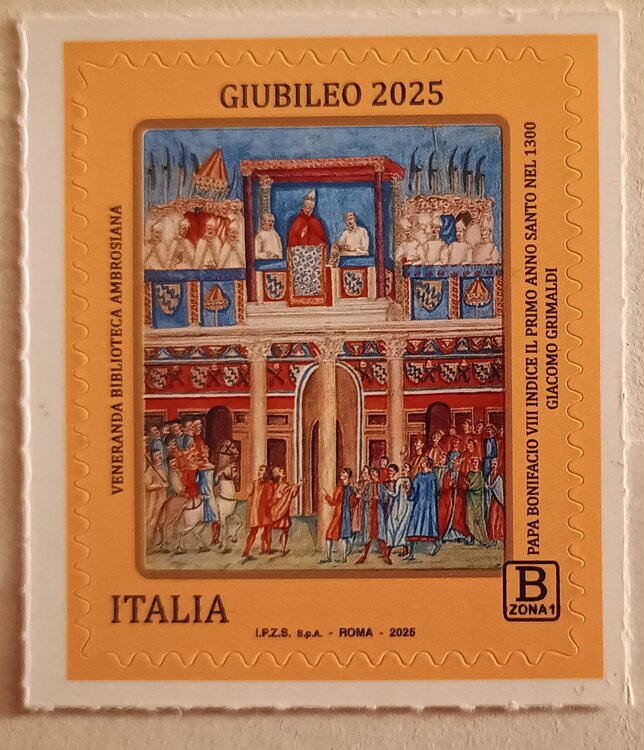 GIUBILEO 2025
VENERANDA BIBLIOTECA AMBROSIANA
PAPA BONIFACIO VIII INDICE IL PRIMO ANNO SANTO NEL 1300
GIACOMO GRIMALDI
B
ZONA 1
ITALIA
I.P.Z.S. S.p.A. - ROMA - 2025